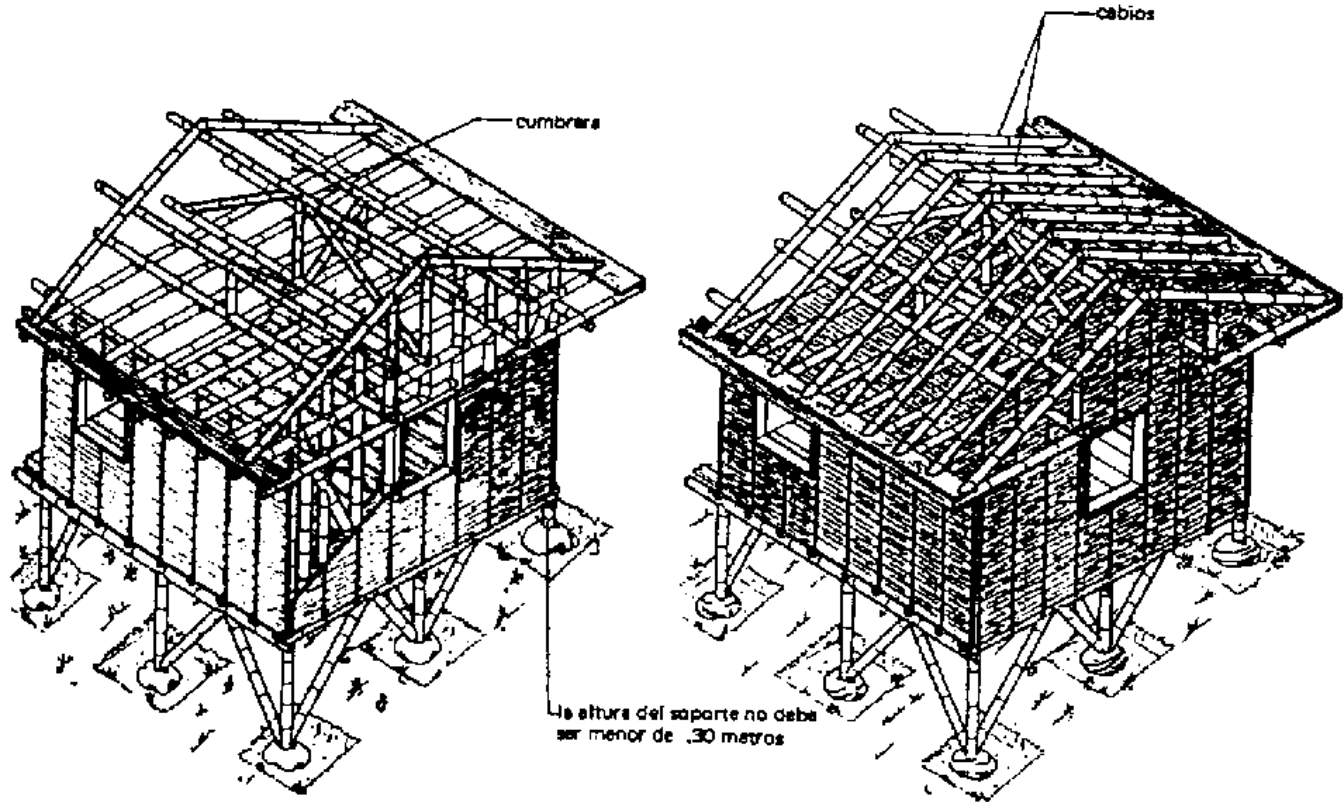 cabios
cumbrera
la altura del soporte no debe
ser menor de .30 metros